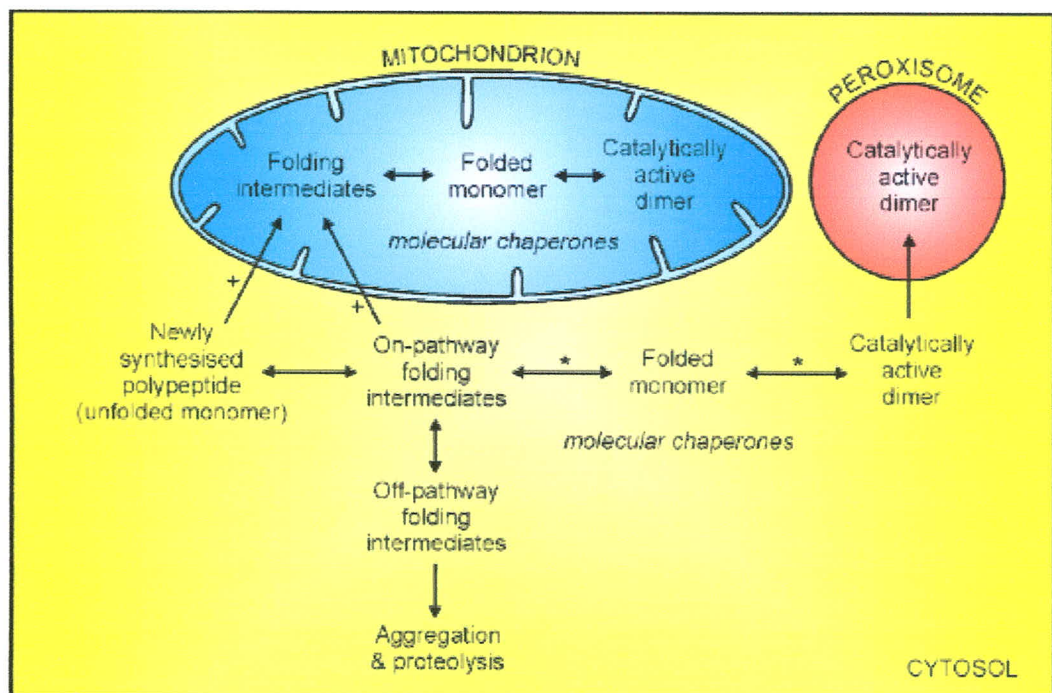 MITOCHONDRION
PEROXISOME
Folding
intermediates
Folded
monomer
Catalytically
active
dimer
molecular chaperones
Catalytically
active
dimer
+
+
Newly
synthesised
polypeptide
(unfolded monomer)
On-pathway
folding
intermediates
*
Folded
monomer
*
Catalytically
active
dimer
molecular chaperones
Off-pathway
folding
intermediates
Aggregation
& proteolysis
CYTOSOL